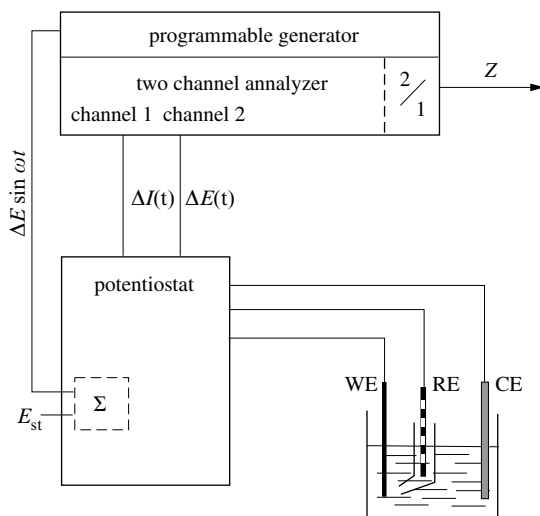 programmable generator
two channel annalyzer
channel 1 channel 2
2/1
Z
ΔE sin ωt
ΔI(t) ΔE(t)
potentiostat
WE RE CE
Σ
E_st